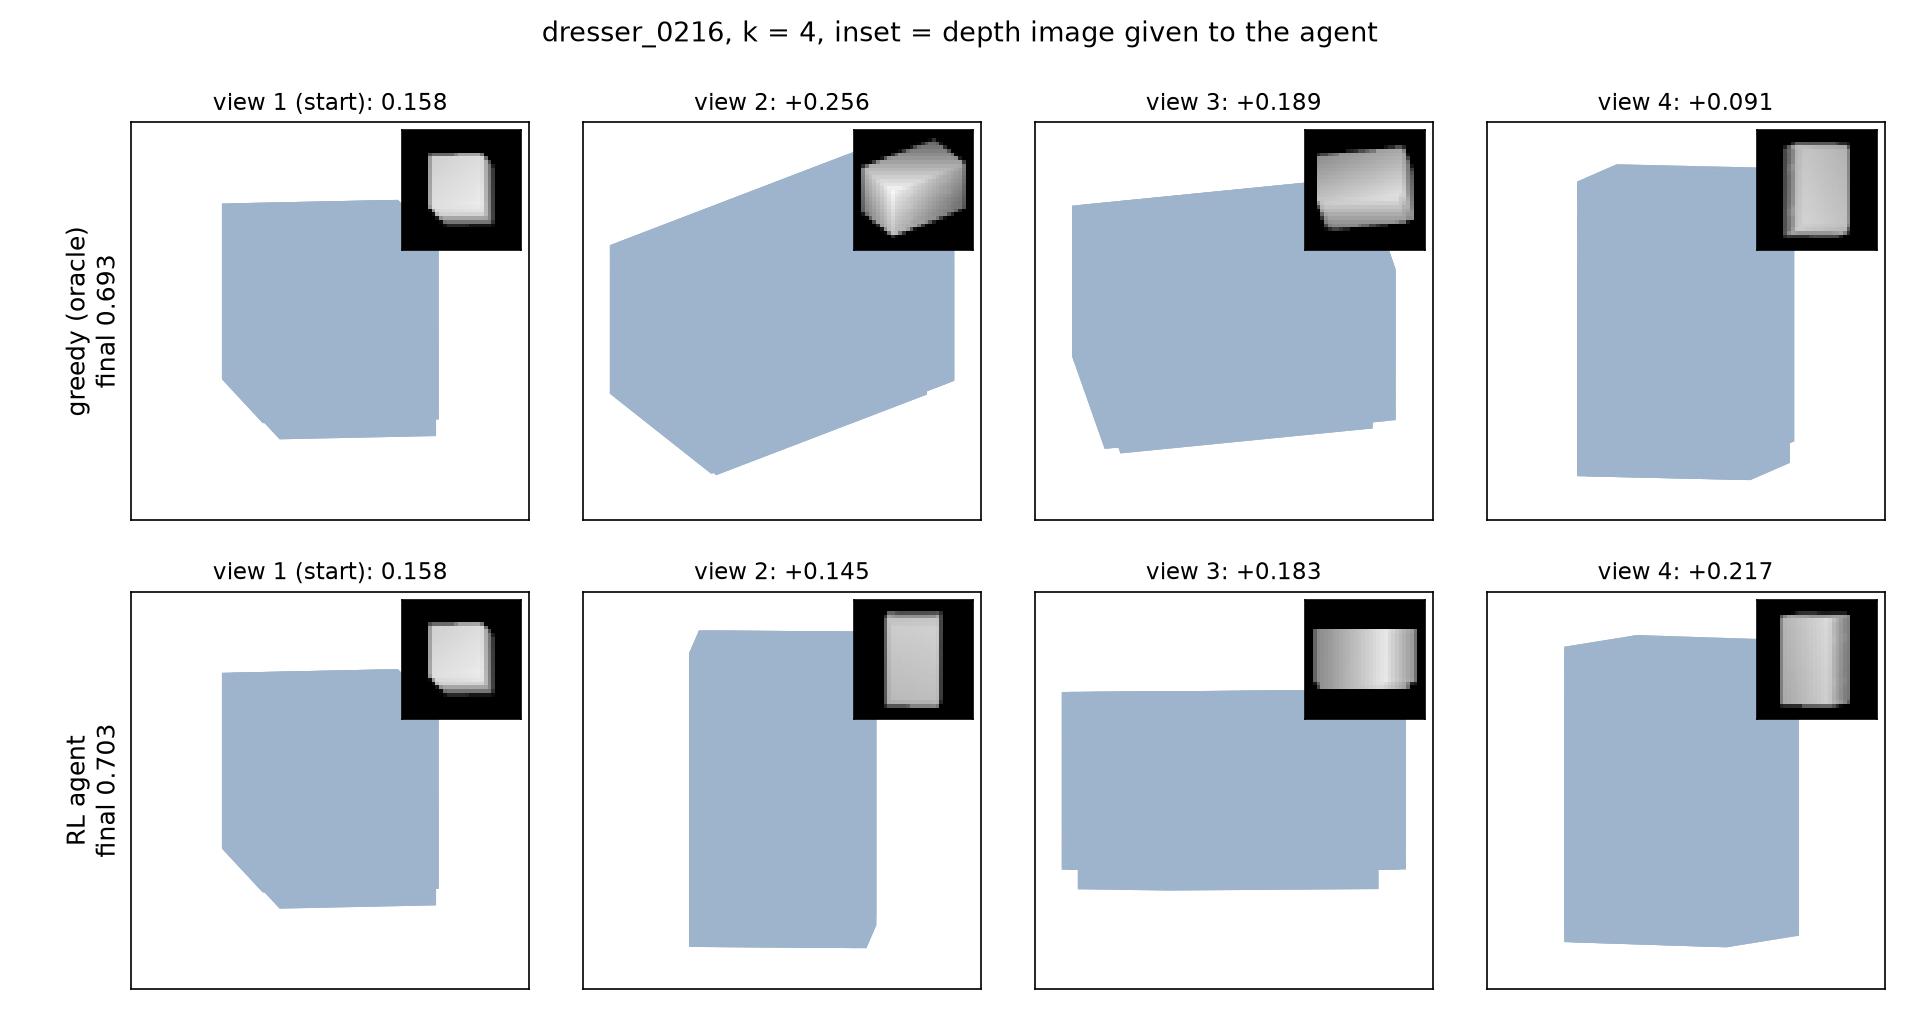 dresser_0216, k = 4, inset = depth image given to the agent
greedy (oracle)
final 0.693
view 1 (start): 0.158
view 2: +0.256
view 3: +0.189
view 4: +0.091
RL agent
final 0.703
view 1 (start): 0.158
view 2: +0.145
view 3: +0.183
view 4: +0.217